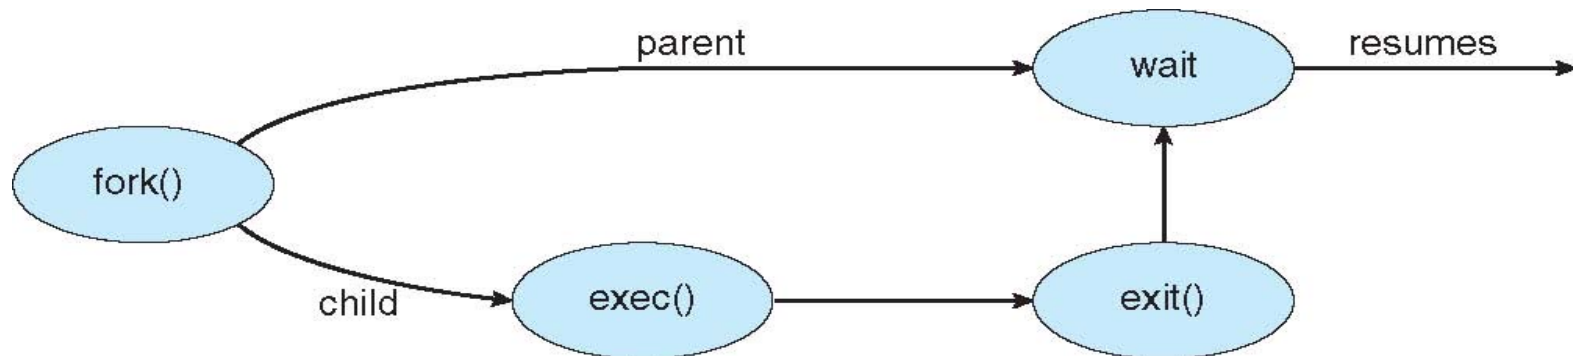 parent
wait
resumes
fork()
child
exec()
exit()